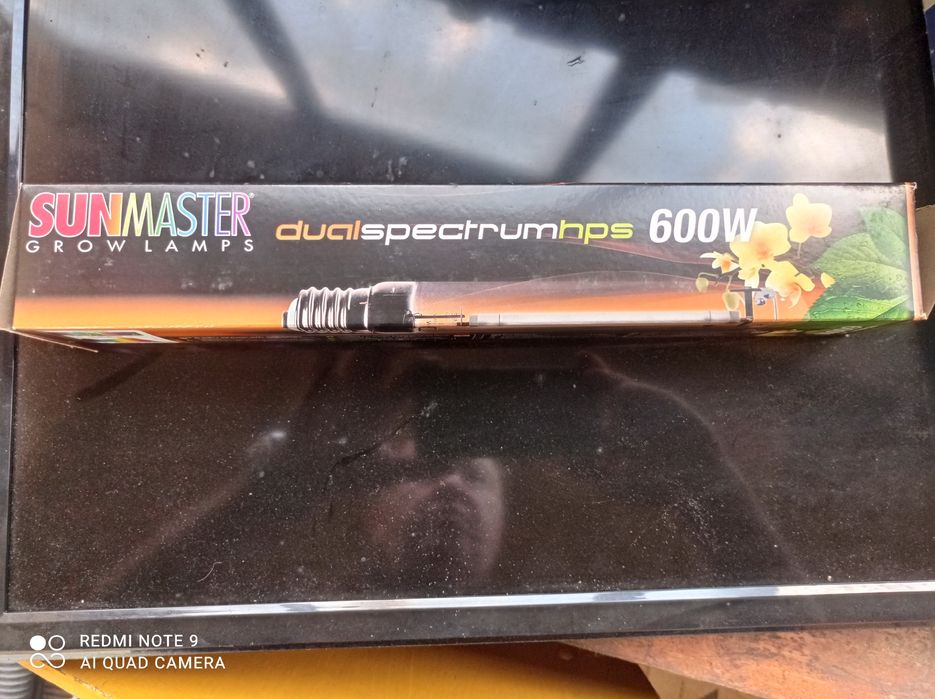 SUNMASTER®
GROW LAMPS
dualspectrumhps 600W
REDMI NOTE 9
AI QUAD CAMERA